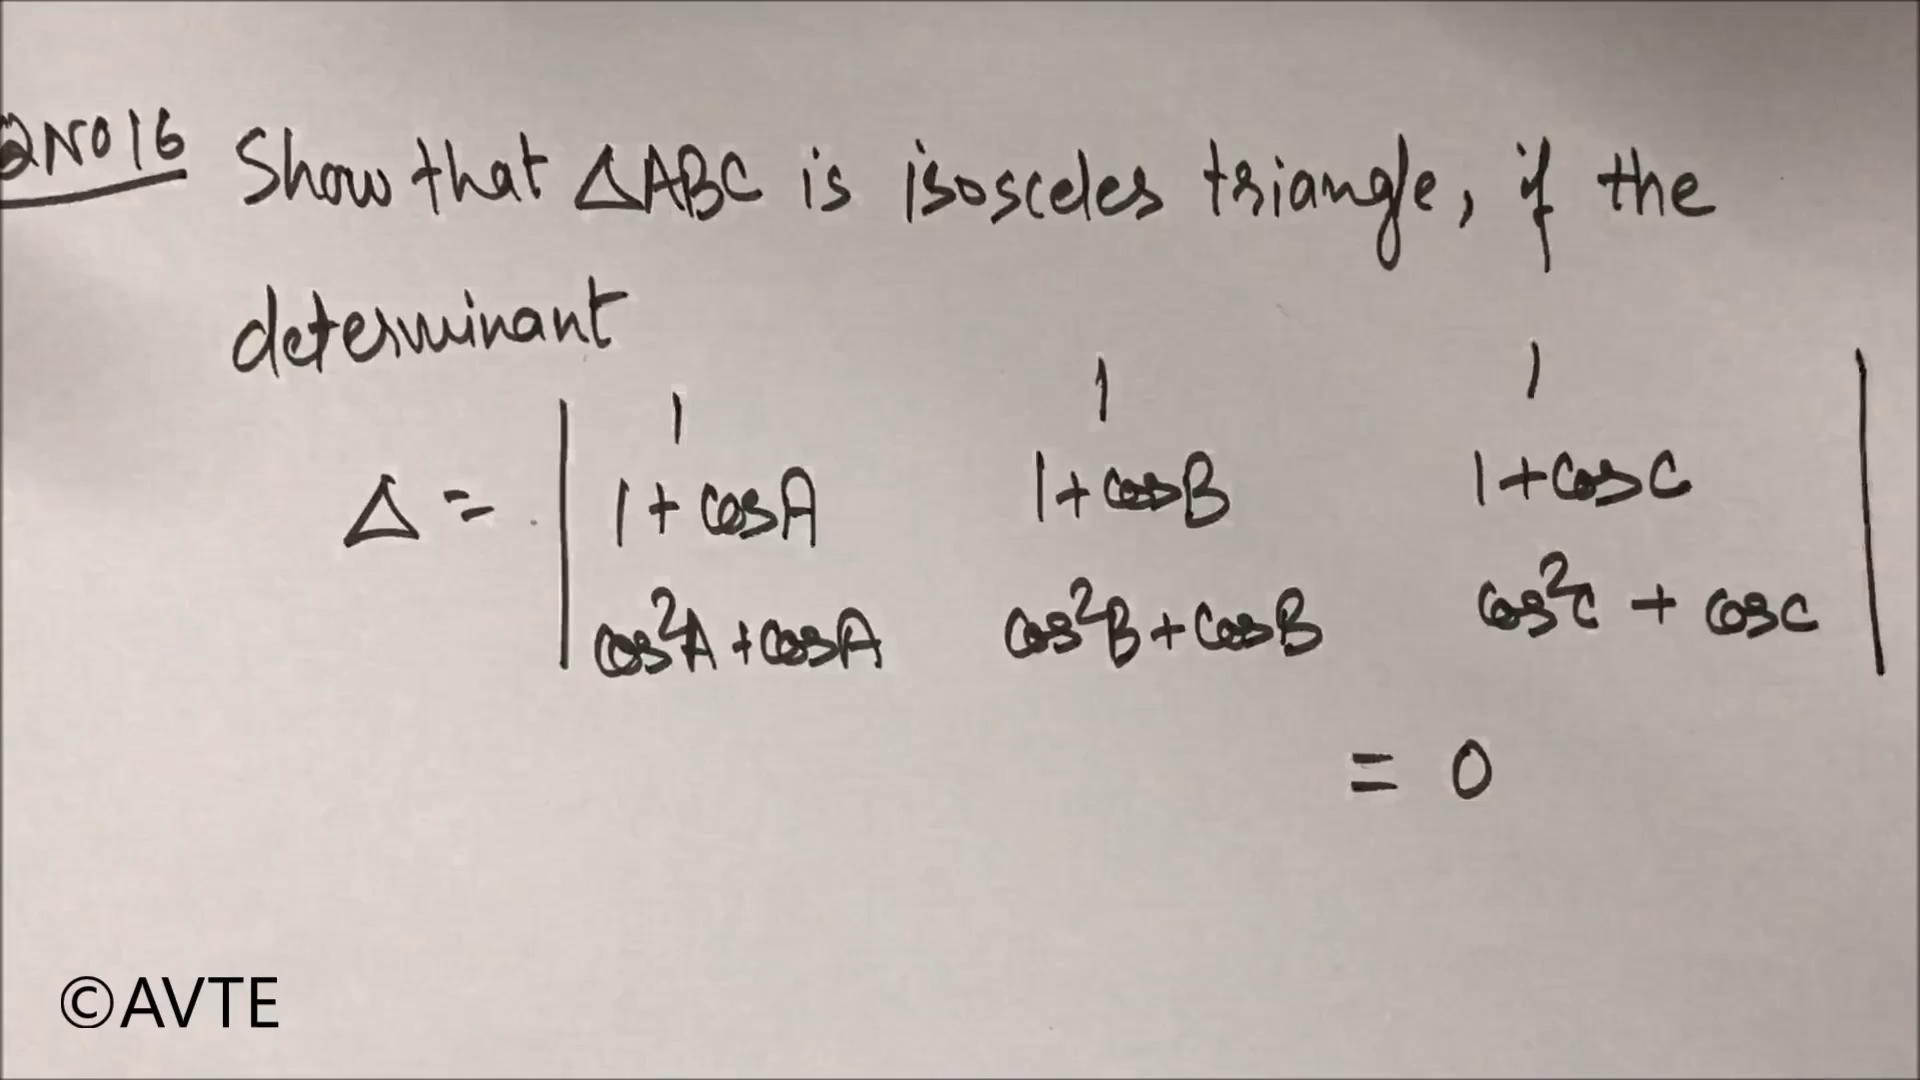 QNO16 Show that △ABC is isosceles triangle, if the
determinant
1 1 1
△ = | 1 + cosA 1 + cosB 1 + cosC |
cos²A + cosA cos²B + cosB cos²C + cosC
= 0
©AVTE